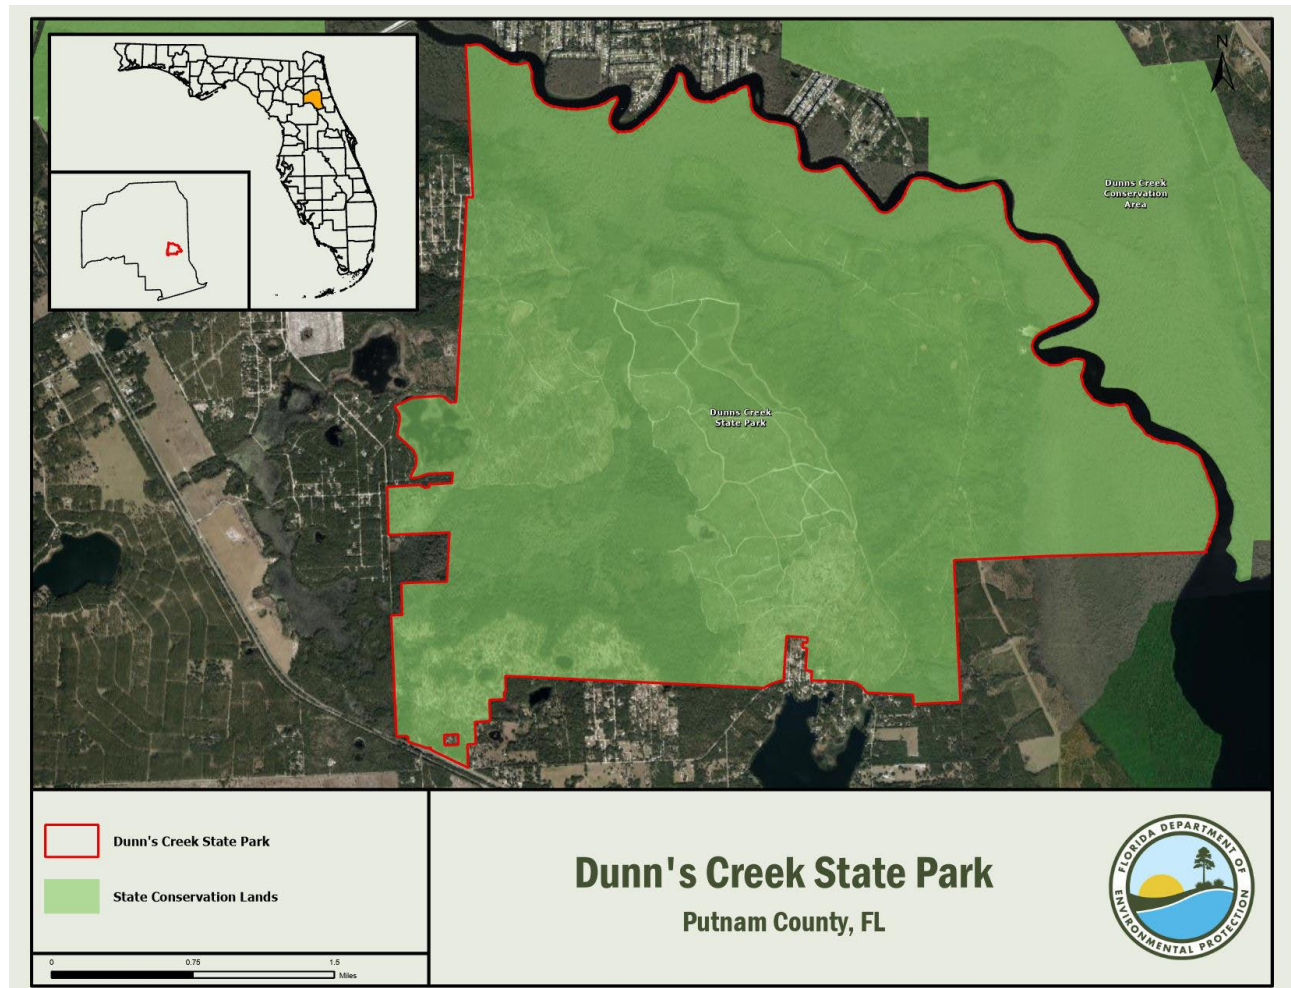 N
Dunns Creek
Conservation
Area
Dunns Creek
State Park
Dunn's Creek State Park
State Conservation Lands
0 0.75 1.5
Miles
Dunn's Creek State Park
Putnam County, FL
FLORIDA DEPARTMENT OF
ENVIRONMENTAL PROTECTION